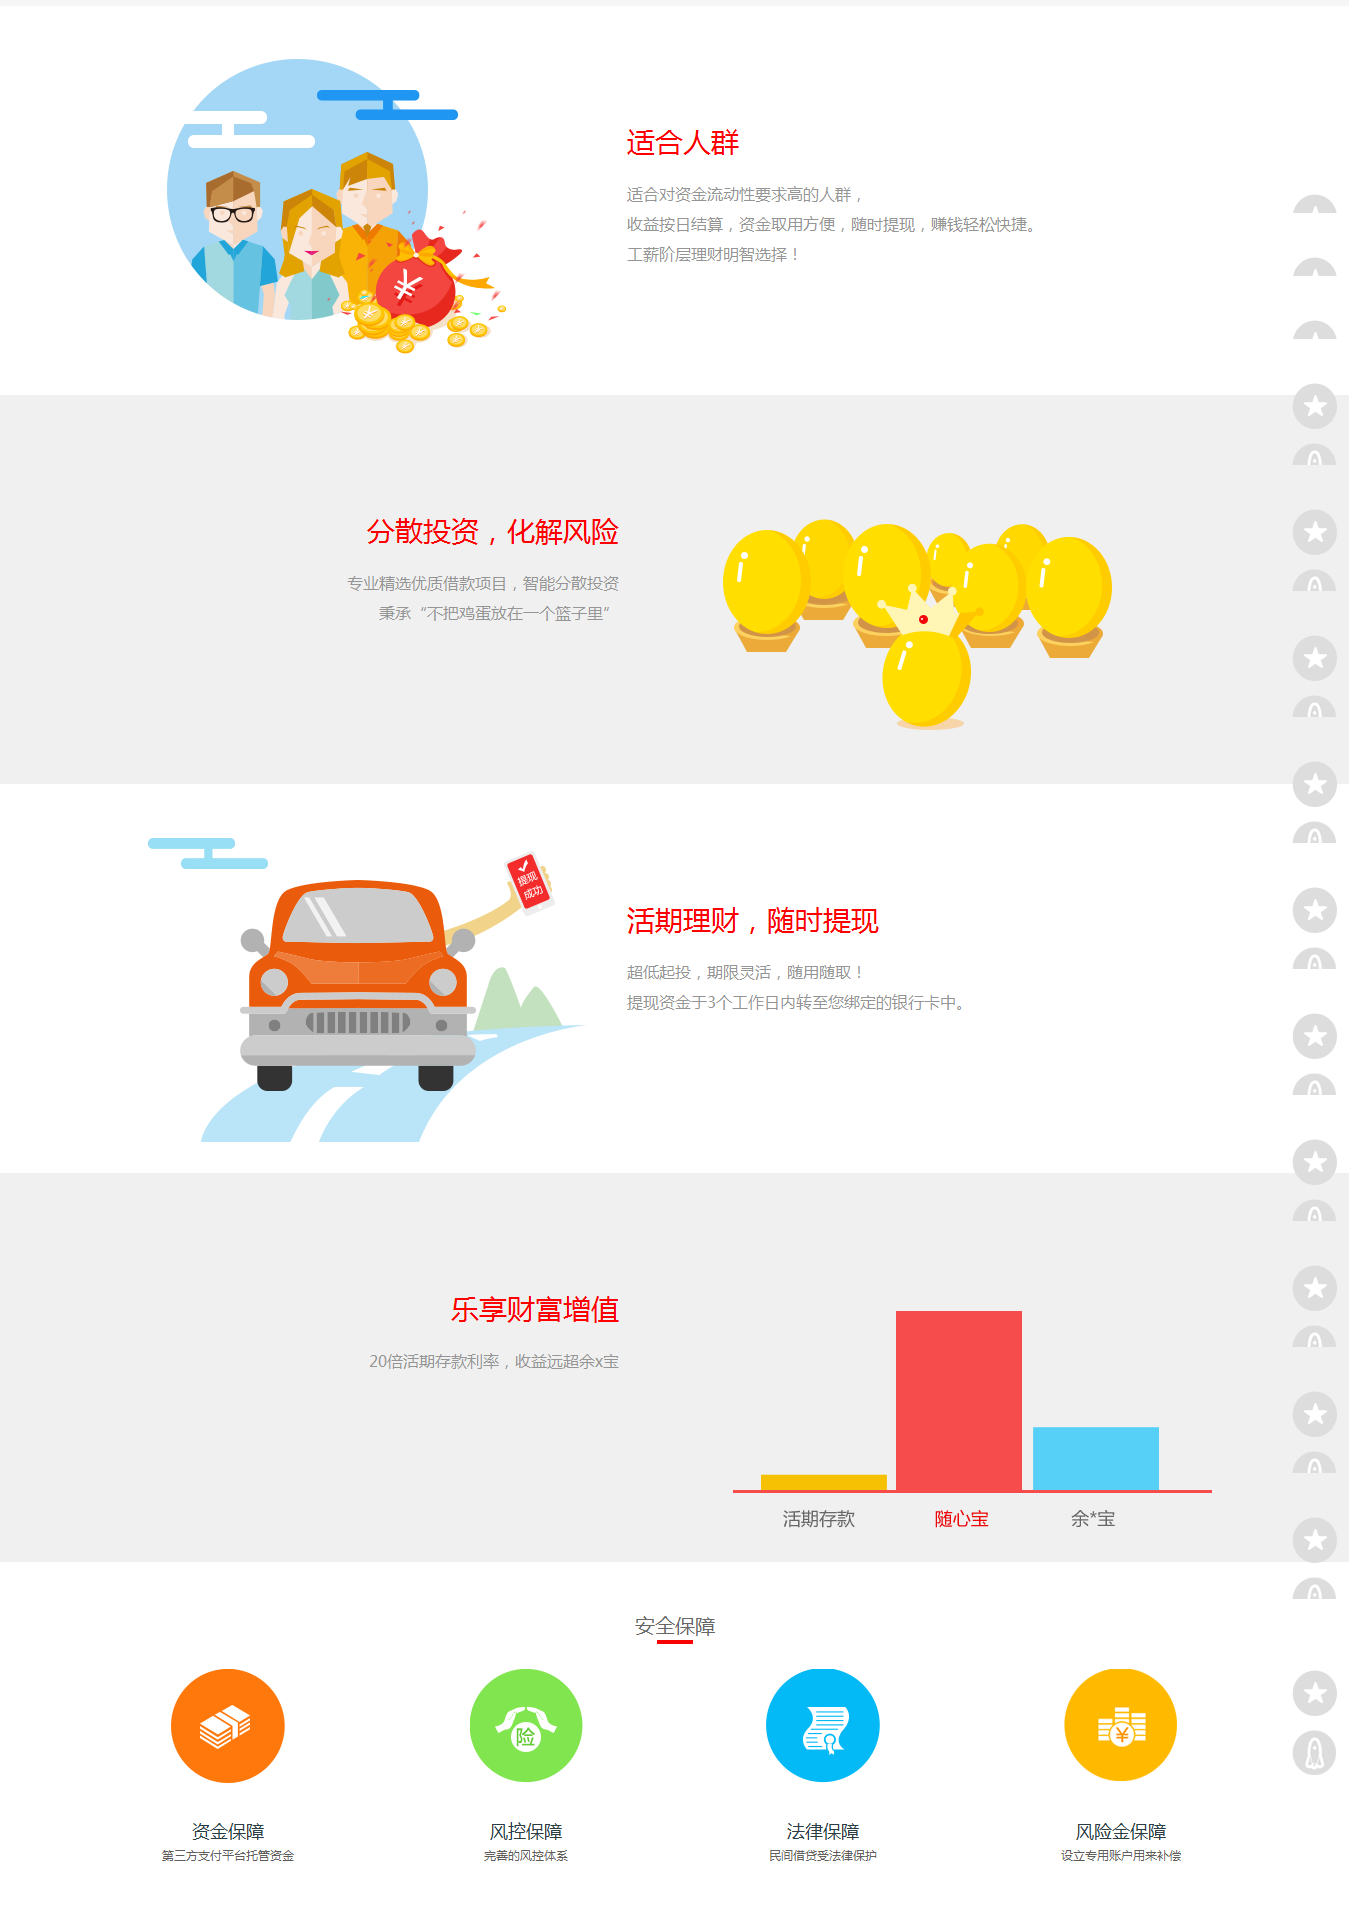 适合人群
适合对资金流动性要求高的人群，
收益按日结算，资金取用方便，随时提现，赚钱轻松快捷。
工薪阶层理财明智选择！
分散投资，化解风险
专业精选优质借款项目，智能分散投资
秉承“不把鸡蛋放在一个篮子里”
提现
成功
活期理财，随时提现
超低起投，期限灵活，随用随取！
提现资金于3个工作日内转至您绑定的银行卡中。
乐享财富增值
20倍活期存款利率，收益远超余x宝
活期存款 随心宝 余*宝
安全保障
险
资金保障 风控保障 法律保障 风险金保障
第三方支付平台托管资金 完善的风控体系 民间借贷受法律保护 设立专用账户用来补偿